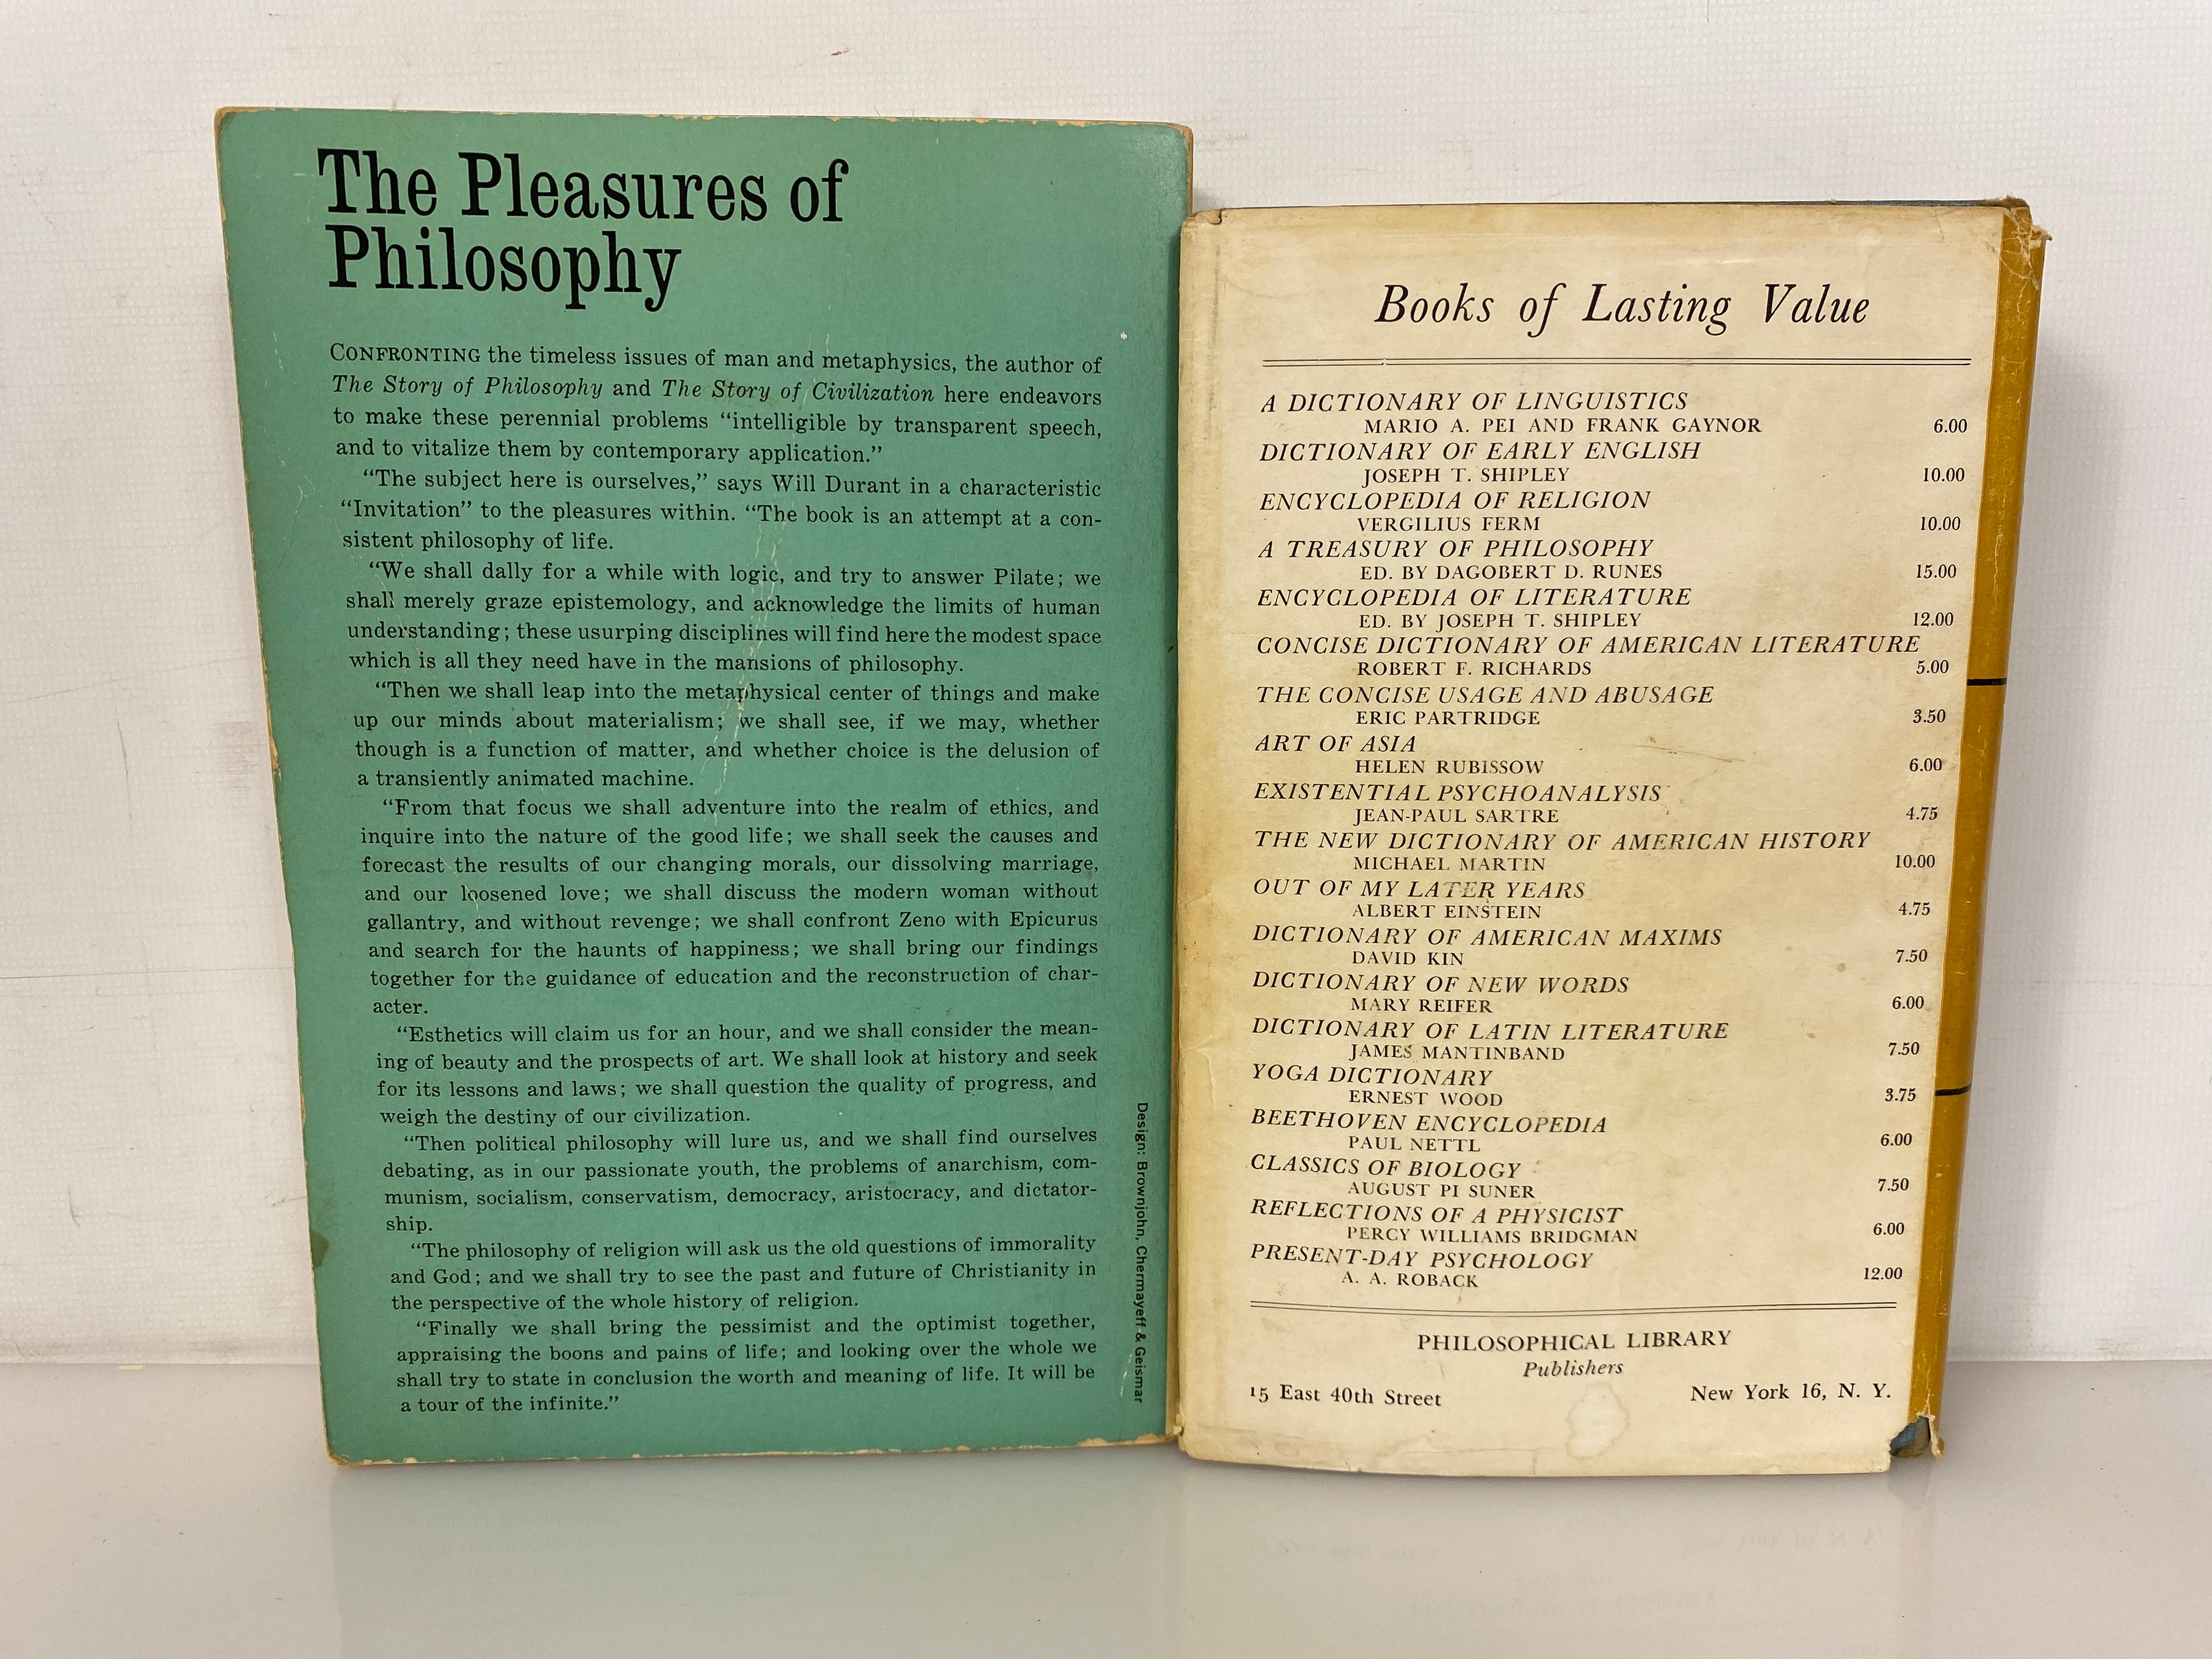 The Pleasures of
Philosophy
CONFRONTING the timeless issues of man and metaphysics, the author of
The Story of Philosophy and The Story of Civilization here endeavors
to make these perennial problems “intelligible by transparent speech,
and to vitalize them by contemporary application.”
“The subject here is ourselves,” says Will Durant in a characteristic
“Invitation” to the pleasures within. “The book is an attempt at a con-
sistent philosophy of life.
“We shall dally for a while with logic, and try to answer Pilate; we
shall merely graze epistemology, and acknowledge the limits of human
understanding; these usurping disciplines will find here the modest space
which is all they need have in the mansions of philosophy.
“Then we shall leap into the metaphysical center of things and make
up our minds about materialism; we shall see, if we may, whether
though is a function of matter, and whether choice is the delusion of
a transiently animated machine.
“From that focus we shall adventure into the realm of ethics, and
inquire into the nature of the good life; we shall seek the causes and
forecast the results of our changing morals, our dissolving marriage,
and our loosened love; we shall discuss the modern woman without
gallantry, and without revenge; we shall confront Zeno with Epicurus
and search for the haunts of happiness; we shall bring our findings
together for the guidance of education and the reconstruction of char-
acter.
“Esthetics will claim us for an hour, and we shall consider the mean-
ing of beauty and the prospects of art. We shall look at history and seek
for its lessons and laws; we shall question the quality of progress, and
weigh the destiny of our civilization.
“Then political philosophy will lure us, and we shall find ourselves
debating, as in our passionate youth, the problems of anarchism, com-
munism, socialism, conservatism, democracy, aristocracy, and dictator-
ship.
“The philosophy of religion will ask us the old questions of immorality
and God; and we shall try to see the past and future of Christianity in
the perspective of the whole history of religion.
“Finally we shall bring the pessimist and the optimist together,
appraising the boons and pains of life; and looking over the whole we
shall try to state in conclusion the worth and meaning of life. It will be
a tour of the infinite.”
Design: Brownjohn, Chermayeff & Geismar
Books of Lasting Value
A DICTIONARY OF LINGUISTICS
MARIO A. PEI AND FRANK GAYNOR 6.00
DICTIONARY OF EARLY ENGLISH
JOSEPH T. SHIPLEY 10.00
ENCYCLOPEDIA OF RELIGION
VERGILIUS FERM 10.00
A TREASURY OF PHILOSOPHY
ED. BY DAGOBERT D. RUNES 15.00
ENCYCLOPEDIA OF LITERATURE
ED. BY JOSEPH T. SHIPLEY 12.00
CONCISE DICTIONARY OF AMERICAN LITERATURE
ROBERT F. RICHARDS 5.00
THE CONCISE USAGE AND ABUSAGE
ERIC PARTRIDGE 3.50
ART OF ASIA
HELEN RUBISSOW 6.00
EXISTENTIAL PSYCHOANALYSIS
JEAN-PAUL SARTRE 4.75
THE NEW DICTIONARY OF AMERICAN HISTORY
MICHAEL MARTIN 10.00
OUT OF MY LATER YEARS
ALBERT EINSTEIN 4.75
DICTIONARY OF AMERICAN MAXIMS
DAVID KIN 7.50
DICTIONARY OF NEW WORDS
MARY REIFER 6.00
DICTIONARY OF LATIN LITERATURE
JAMES MANTINBAND 7.50
YOGA DICTIONARY
ERNEST WOOD 3.75
BEETHOVEN ENCYCLOPEDIA
PAUL NETTL 6.00
CLASSICS OF BIOLOGY
AUGUST PI SUNER 7.50
REFLECTIONS OF A PHYSICIST
PERCY WILLIAMS BRIDGMAN 6.00
PRESENT-DAY PSYCHOLOGY
A. A. ROBACK 12.00
PHILOSOPHICAL LIBRARY
Publishers
15 East 40th Street New York 16, N. Y.